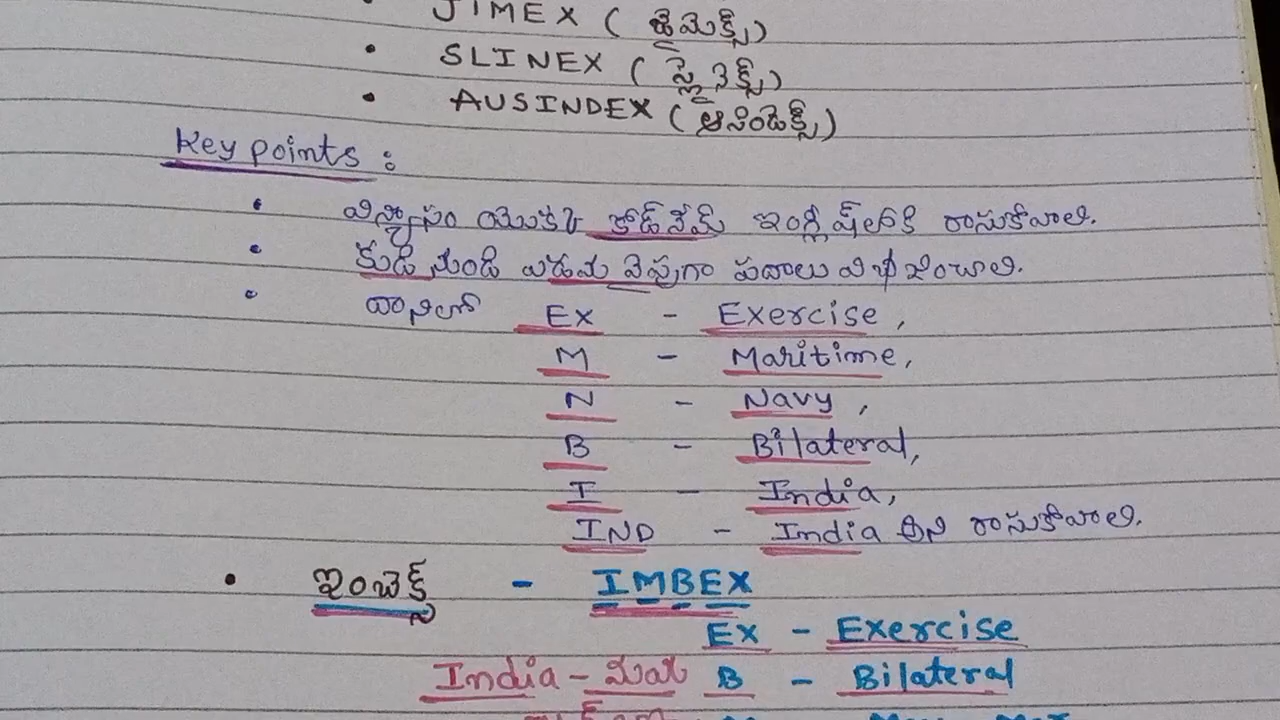 • JIMEX ( జైమెక్స్)
• SLINEX ( స్లైనెక్స్)
• AUSINDEX (ఆసిండెక్స్)
Key points :
• విన్యాసం యొక్క కోడ్‌నేమ్ ఇంగ్లీష్‌లోకి రాసుకోవాలి.
• కుడి నుండి ఎడమ వైపుగా పదాలు విభజించాలి.
• దానిలో EX - Exercise ,
M - Maritime,
N - Navy ,
B - Bilateral,
I - India,
IND - India అని రాసుకోవాలి.
• ఇంబెక్స్ - IMBEX
EX - Exercise
India - B - Bilateral